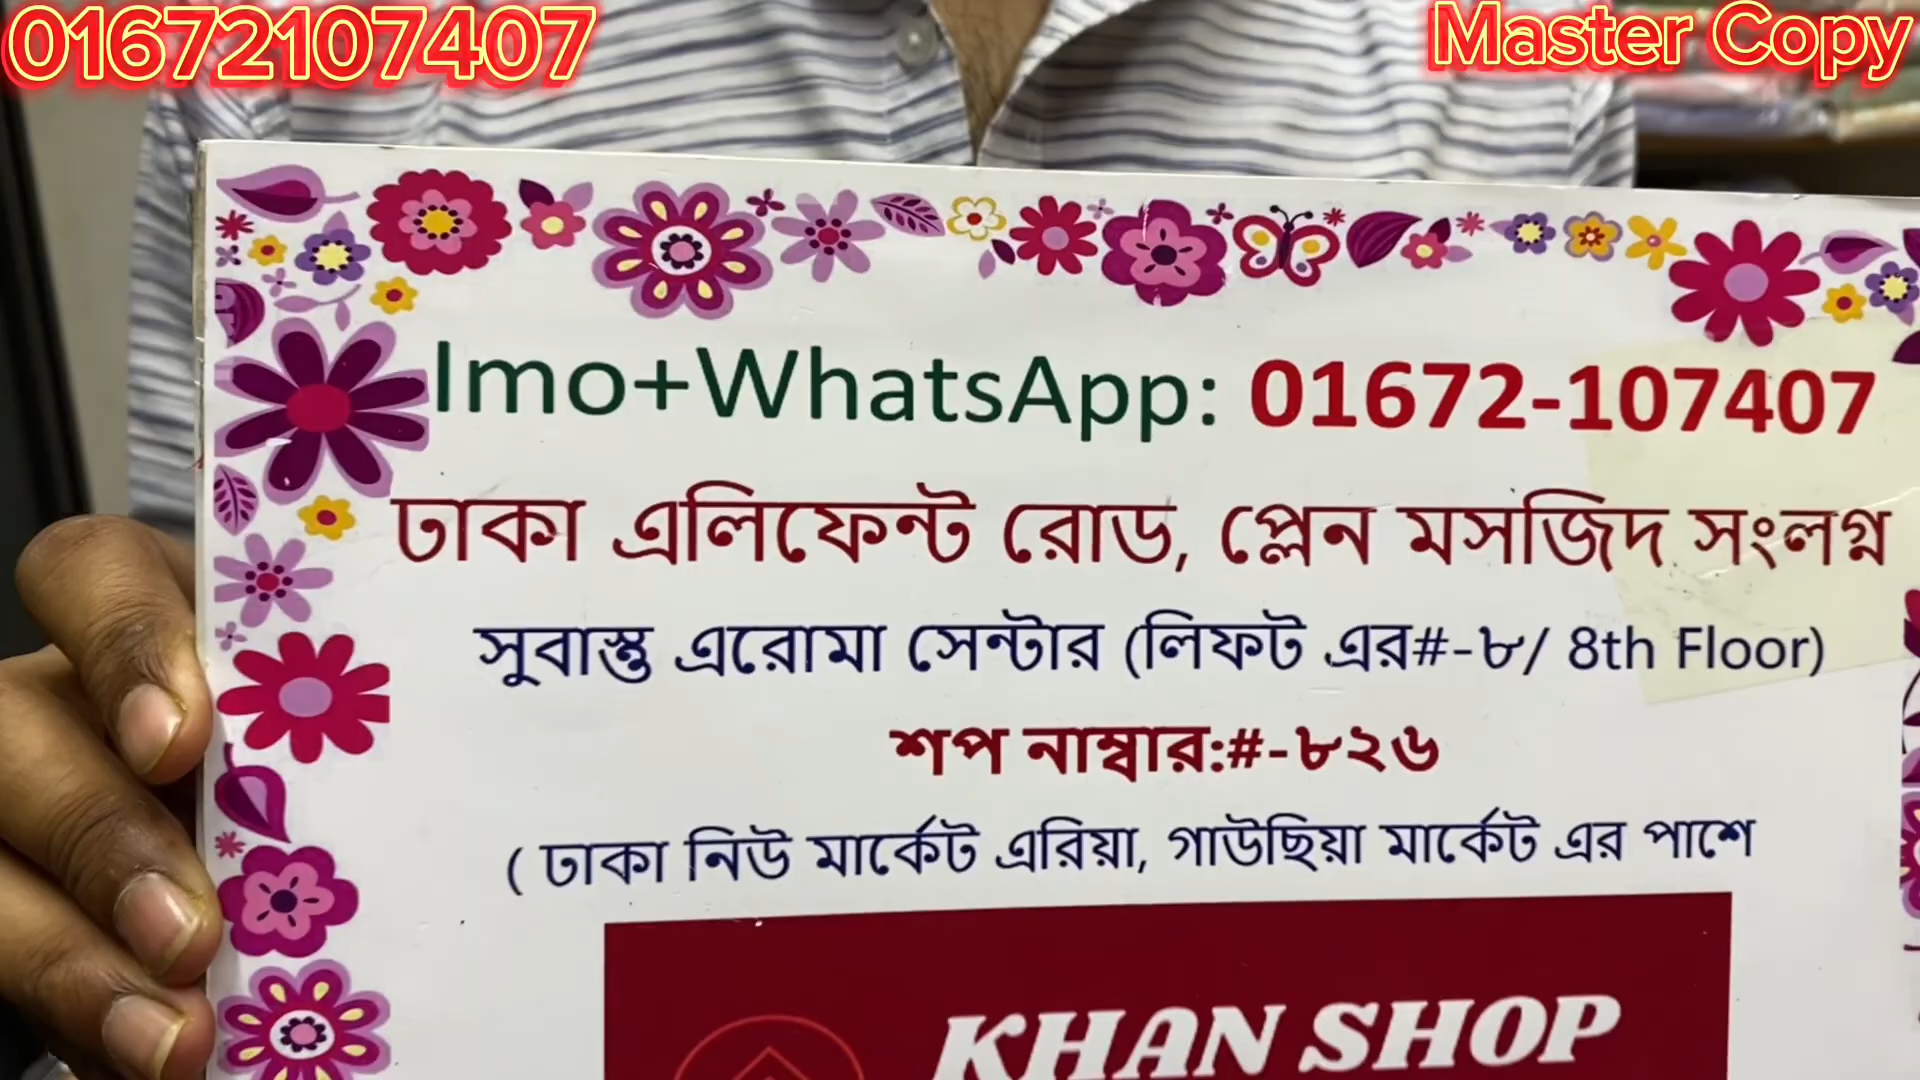 01672107407
Master Copy
Imo+WhatsApp: 01672-107407
ঢাকা এলিফেন্ট রোড, প্লেন মসজিদ সংলগ্ন
সুবাস্তু এরোমা সেন্টার (লিফট এর#-৮/ 8th Floor)
শপ নাম্বার:#-৮২৬
( ঢাকা নিউ মার্কেট এরিয়া, গাউছিয়া মার্কেট এর পাশে
KHAN SHOP